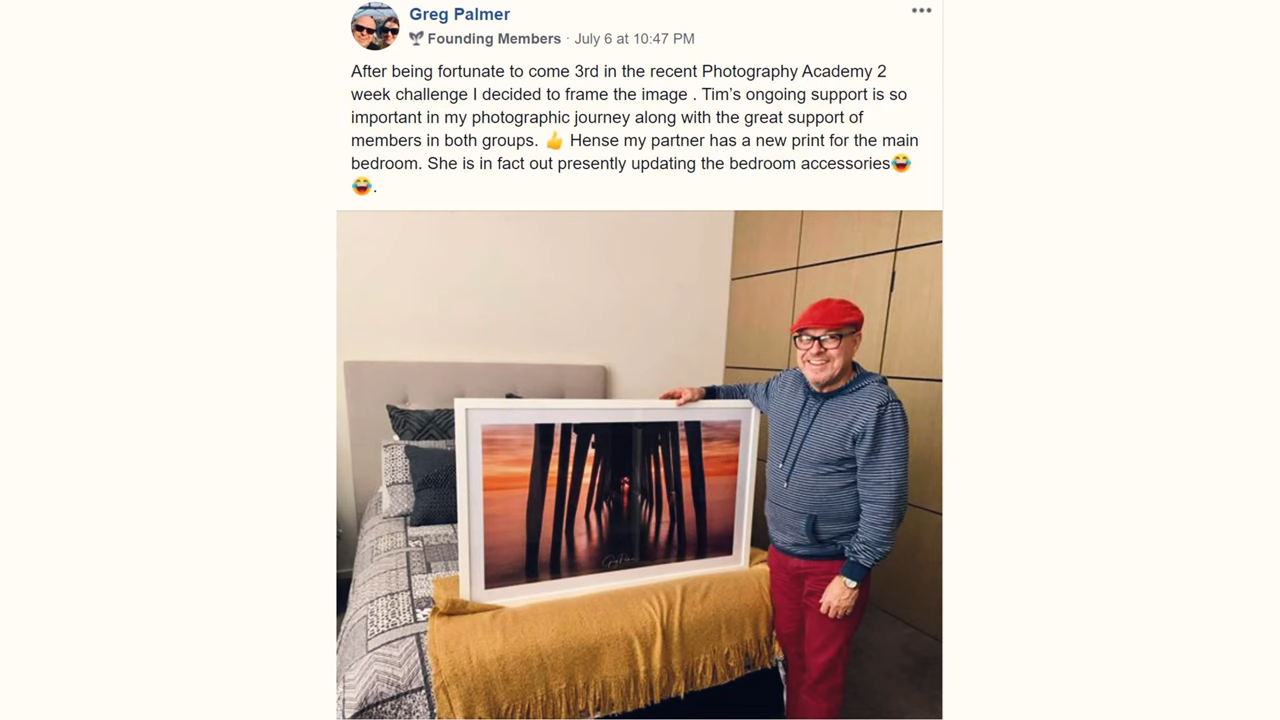 Greg Palmer
Founding Members · July 6 at 10:47 PM
After being fortunate to come 3rd in the recent Photography Academy 2
week challenge I decided to frame the image . Tim’s ongoing support is so
important in my photographic journey along with the great support of
members in both groups. 👍 Hense my partner has a new print for the main
bedroom. She is in fact out presently updating the bedroom accessories😂
😂.